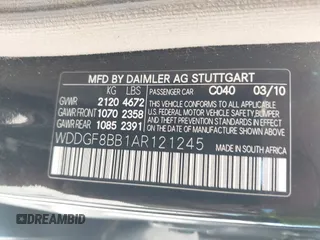 MFD BY DAIMLER AG STUTTGART
KG LBS PASSENGER CAR C040 03/10
GVWR 2120 4672
GAWR FRONT 1070 2358
GAWR REAR 1085 2391
THIS VEHICLE CONFORMS TO ALL APPLICABLE
FEDERAL MOTOR VEHICLE SAFETY, BUMPER
AND THEFT PREVENTION STANDARDS IN EFFECT
ON THE DATE OF MANUFACTURE SHOWN ABOVE.
WDDGF8BB1AR121245
MADE IN
SOUTH AFRICA
©DREAMBID